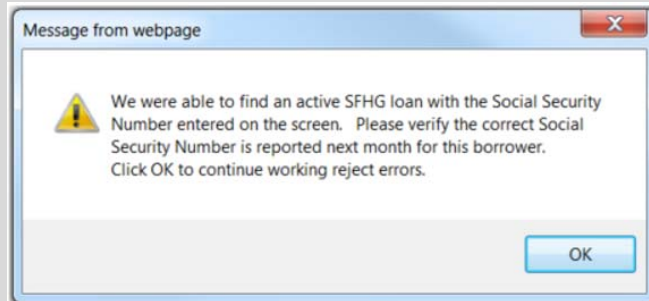 Message from webpage
We were able to find an active SFHG loan with the Social Security
Number entered on the screen. Please verify the correct Social
Security Number is reported next month for this borrower.
Click OK to continue working reject errors.
OK